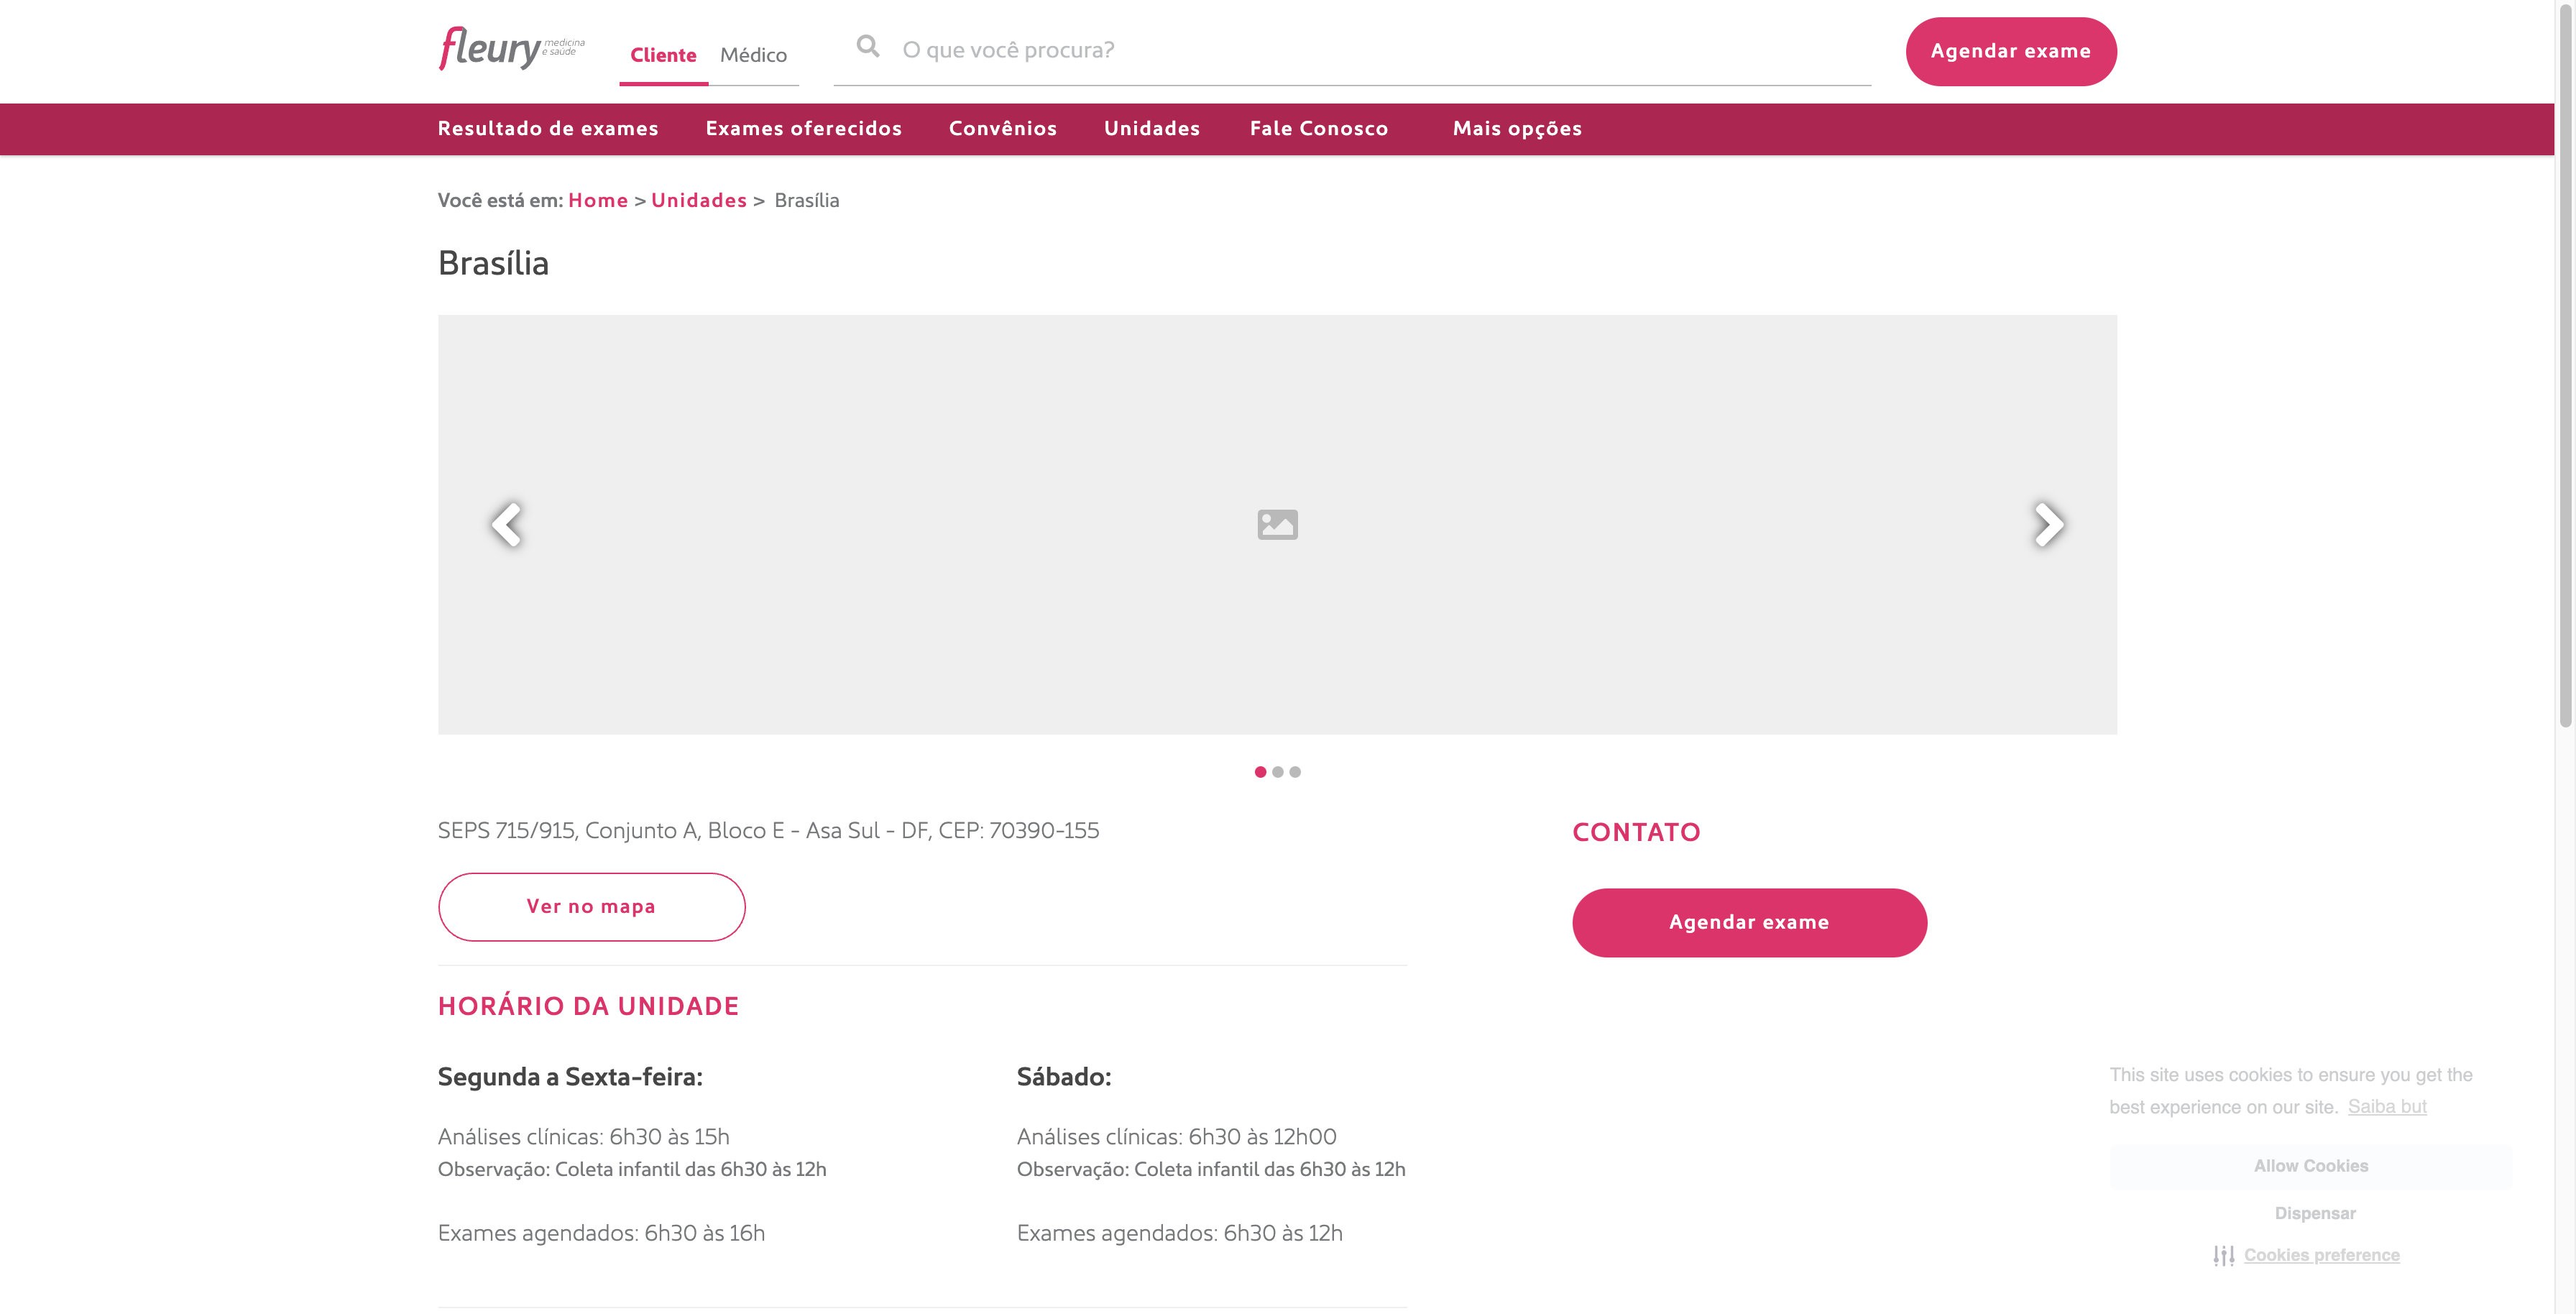 fleury medicina e saúde
Cliente Médico
O que você procura?
Agendar exame
Resultado de exames Exames oferecidos Convênios Unidades Fale Conosco Mais opções
Você está em: Home > Unidades > Brasília
Brasília
SEPS 715/915, Conjunto A, Bloco E - Asa Sul - DF, CEP: 70390-155
Ver no mapa
CONTATO
Agendar exame
HORÁRIO DA UNIDADE
Segunda a Sexta-feira:
Análises clínicas: 6h30 às 15h
Observação: Coleta infantil das 6h30 às 12h
Exames agendados: 6h30 às 16h
Sábado:
Análises clínicas: 6h30 às 12h00
Observação: Coleta infantil das 6h30 às 12h
Exames agendados: 6h30 às 12h
This site uses cookies to ensure you get the
best experience on our site. Saiba but
Allow Cookies
Dispensar
Cookies preference